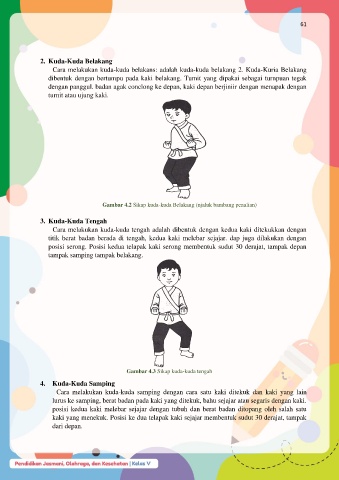 61
2. Kuda-Kuda Belakang
Cara melakukan kuda-kuda belakans: adalah kuda-kuda belakang 2. Kuda-Kuria Belakang
dibentuk dengan bertumpu pada kaki belakang. Tumit yang dipakai sebagai tumpuan tegak
dengan panggul. badan agak conclong ke depan, kaki depan berjinjir dengan menapak dengan
tumit atau ujung kaki.
Gambar 4.2 Sikap kuda-kuda Belakang (njaluk bambang penalian)
3. Kuda-Kuda Tengah
Cara melakukan kuda-kuda tengah adalah dibentuk dengan kedua kaki ditekukkan dengan
titik berat badan berada di tengah, kedua kaki melebar sejajar. dap juga dilakukan dengan
posisi serong. Posisi kedua telapak kaki serong membentuk sudut 30 derajat, tampak depan
tampak samping tampak belakang.
Gambar 4.3 Sikap kuda-kuda tengah
4. Kuda-Kuda Samping
Cara melakukan kuda-kuda samping dengan cara satu kaki ditekuk dan kaki yang lain
lurus ke samping, berat badan pada kaki yang ditekuk, bahu sejajar atau segaris dengan kaki,
posisi kedua kaki melebar sejajar dengan tubuh dan berat badan ditopang oleh salah satu
kaki yang menekuk. Posisi ke dua telapak kaki sejajar membentuk sudut 30 derajat, tampak
dari depan.
Pendidikan Jasmani, Olahraga, dan Kesehatan | Kelas V